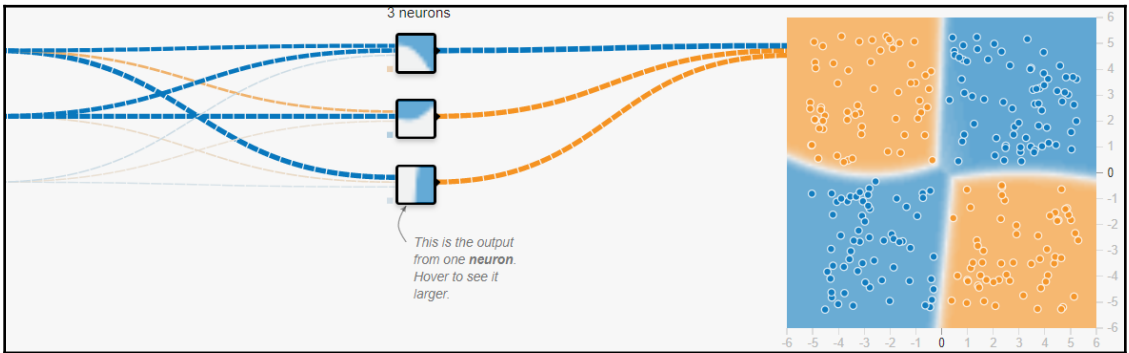 3 neurons
This is the output
from one neuron.
Hover to see it
larger.
6
5
4
3
2
1
0
-1
-2
-3
-4
-5
-6
-6 -5 -4 -3 -2 -1 0 1 2 3 4 5 6